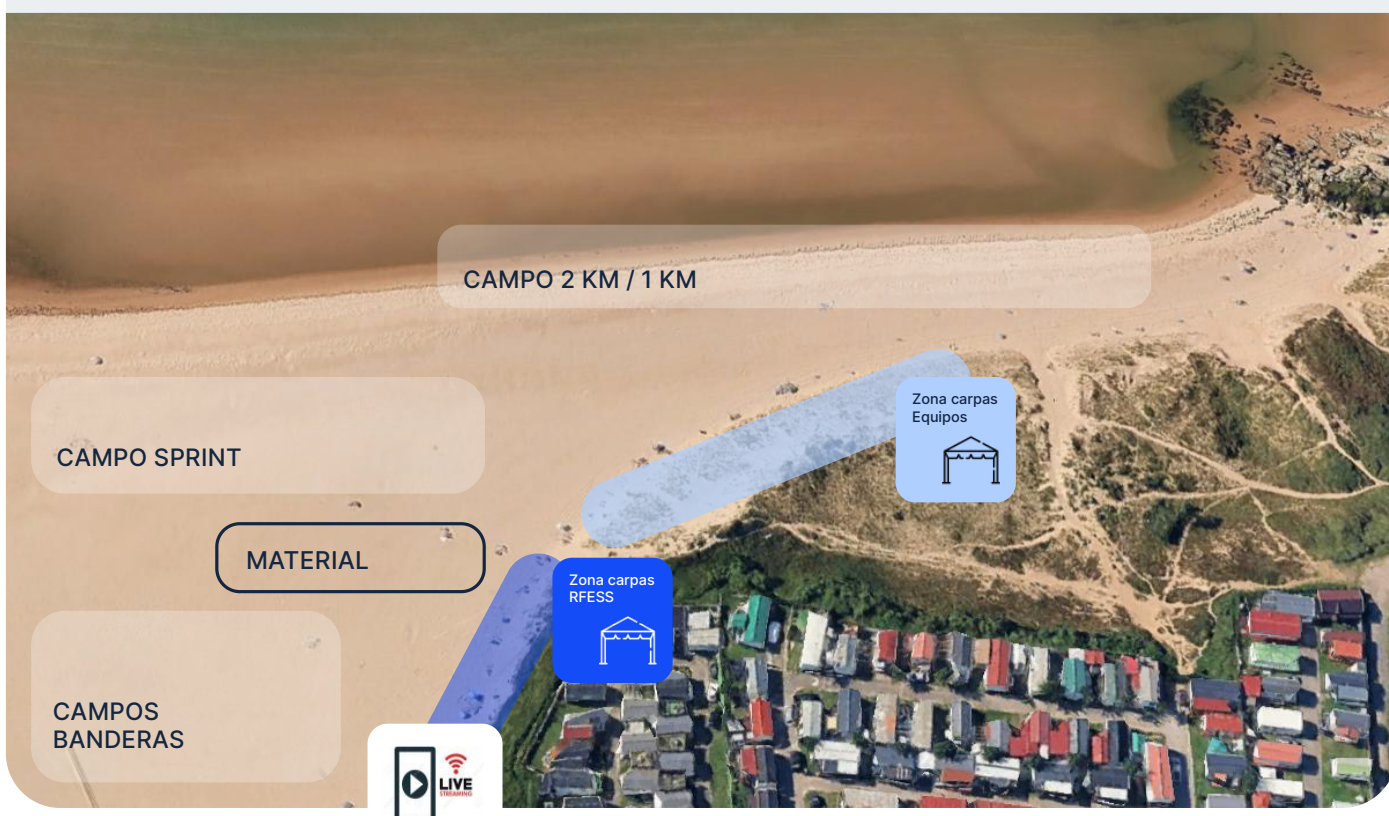 CAMPO 2 KM / 1 KM
Zona carpas
Equipos
CAMPO SPRINT
MATERIAL
Zona carpas
RFESS
CAMPOS
BANDERAS
LIVE
STREAMING